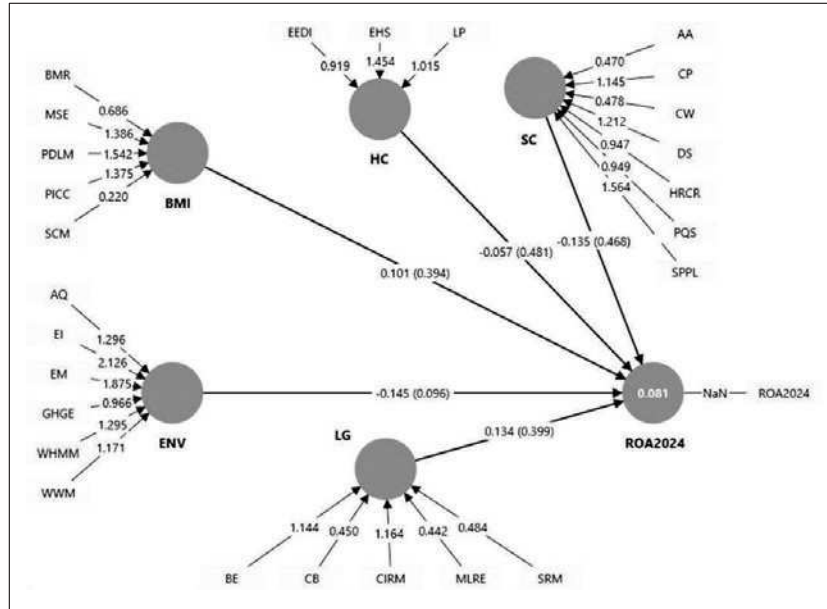 EEDI EHS LP
0.919 1.454 1.015
HC
AA
CP
CW
DS
HRCR
PQS
SPPL
0.470
1.145
0.478
1.212
0.947
0.949
1.564
SC
BMR
MSE
PDLM
PICC
SCM
0.686
1.386
1.542
1.375
0.220
BMI
-0.057 (0.481)
-0.135 (0.468)
0.101 (0.394)
AQ
EI
EM
GHGE
WHMM
WWM
1.296
2.126
1.875
0.966
1.295
1.171
ENV
-0.145 (0.096)
0.081 NaN ROA2024
ROA2024
LG
0.134 (0.399)
1.144 0.450 1.164 0.442 0.484
BE CB CIRM MLRE SRM